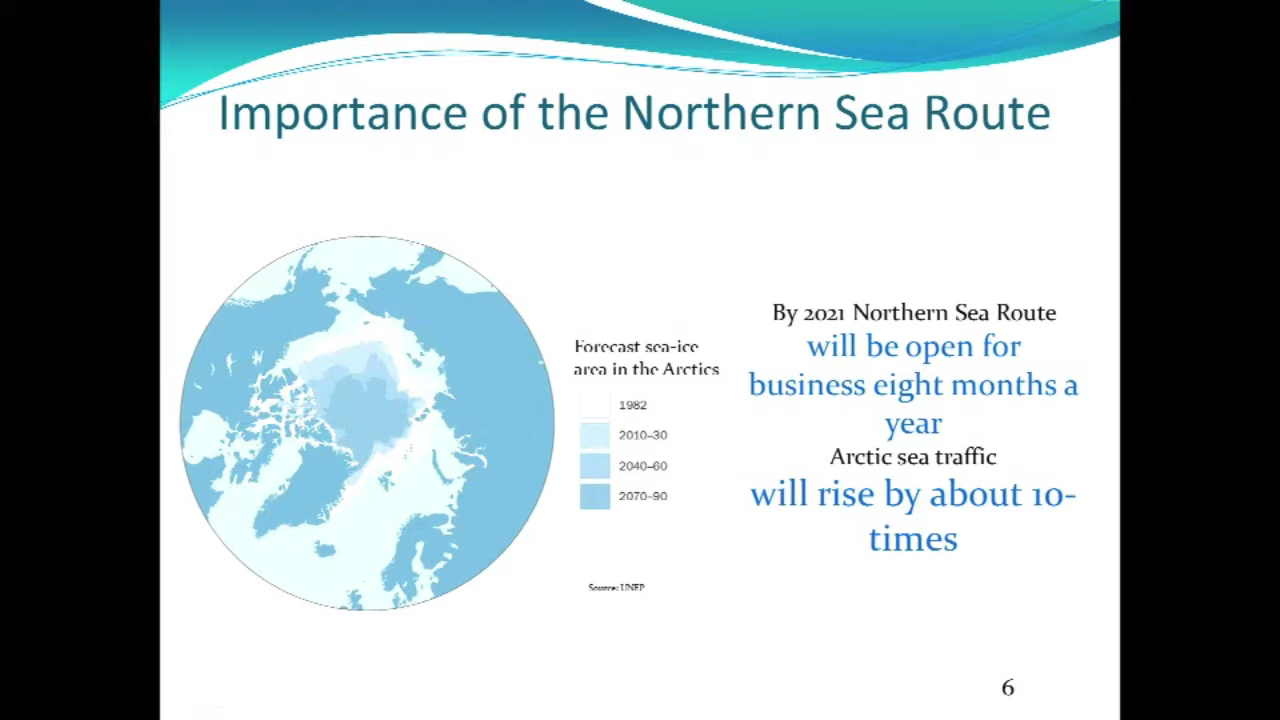 Importance of the Northern Sea Route
Forecast sea-ice
area in the Arctics
1982
2010–30
2040–60
2070–90
Source: UNEP
By 2021 Northern Sea Route
will be open for
business eight months a
year
Arctic sea traffic
will rise by about 10-
times
6